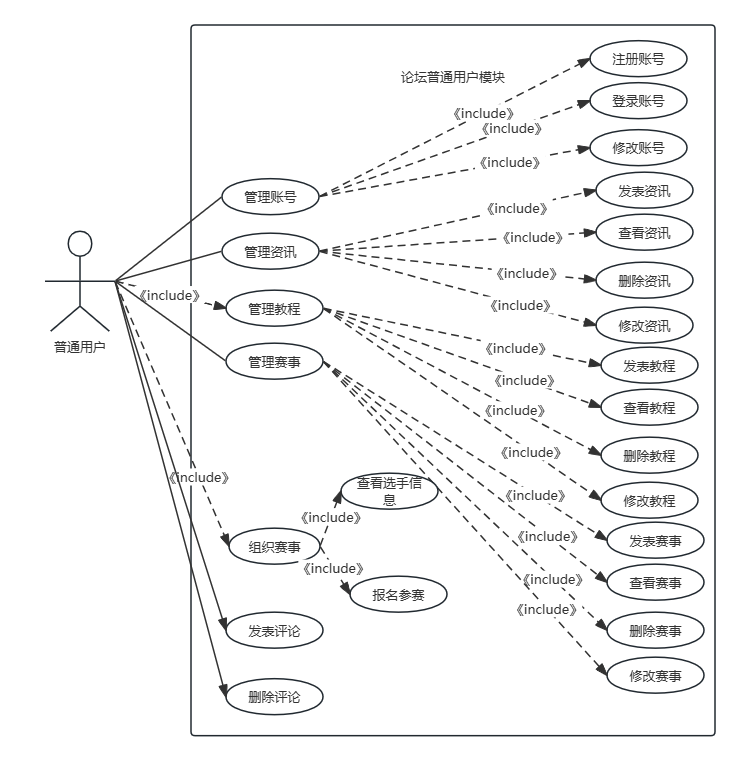 论坛普通用户模块
注册账号
《include》
登录账号
《include》
修改账号
《include》
管理账号
发表资讯
《include》
查看资讯
《include》
管理资讯
删除资讯
《include》
修改资讯
《include》
普通用户
《include》
管理教程
发表教程
《include》
查看教程
《include》
删除教程
《include》
修改教程
《include》
管理赛事
发表赛事
《include》
查看赛事
《include》
删除赛事
《include》
修改赛事
《include》
《include》
组织赛事
查看选手信
息
《include》
报名参赛
《include》
发表评论
删除评论